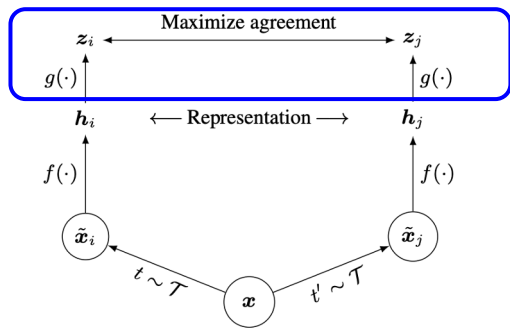 Maximize agreement
z_i z_j
g(·) g(·)
h_i ← Representation → h_j
f(·) f(·)
x̃_i x̃_j
t ∼ 𝒯 t′ ∼ 𝒯
x